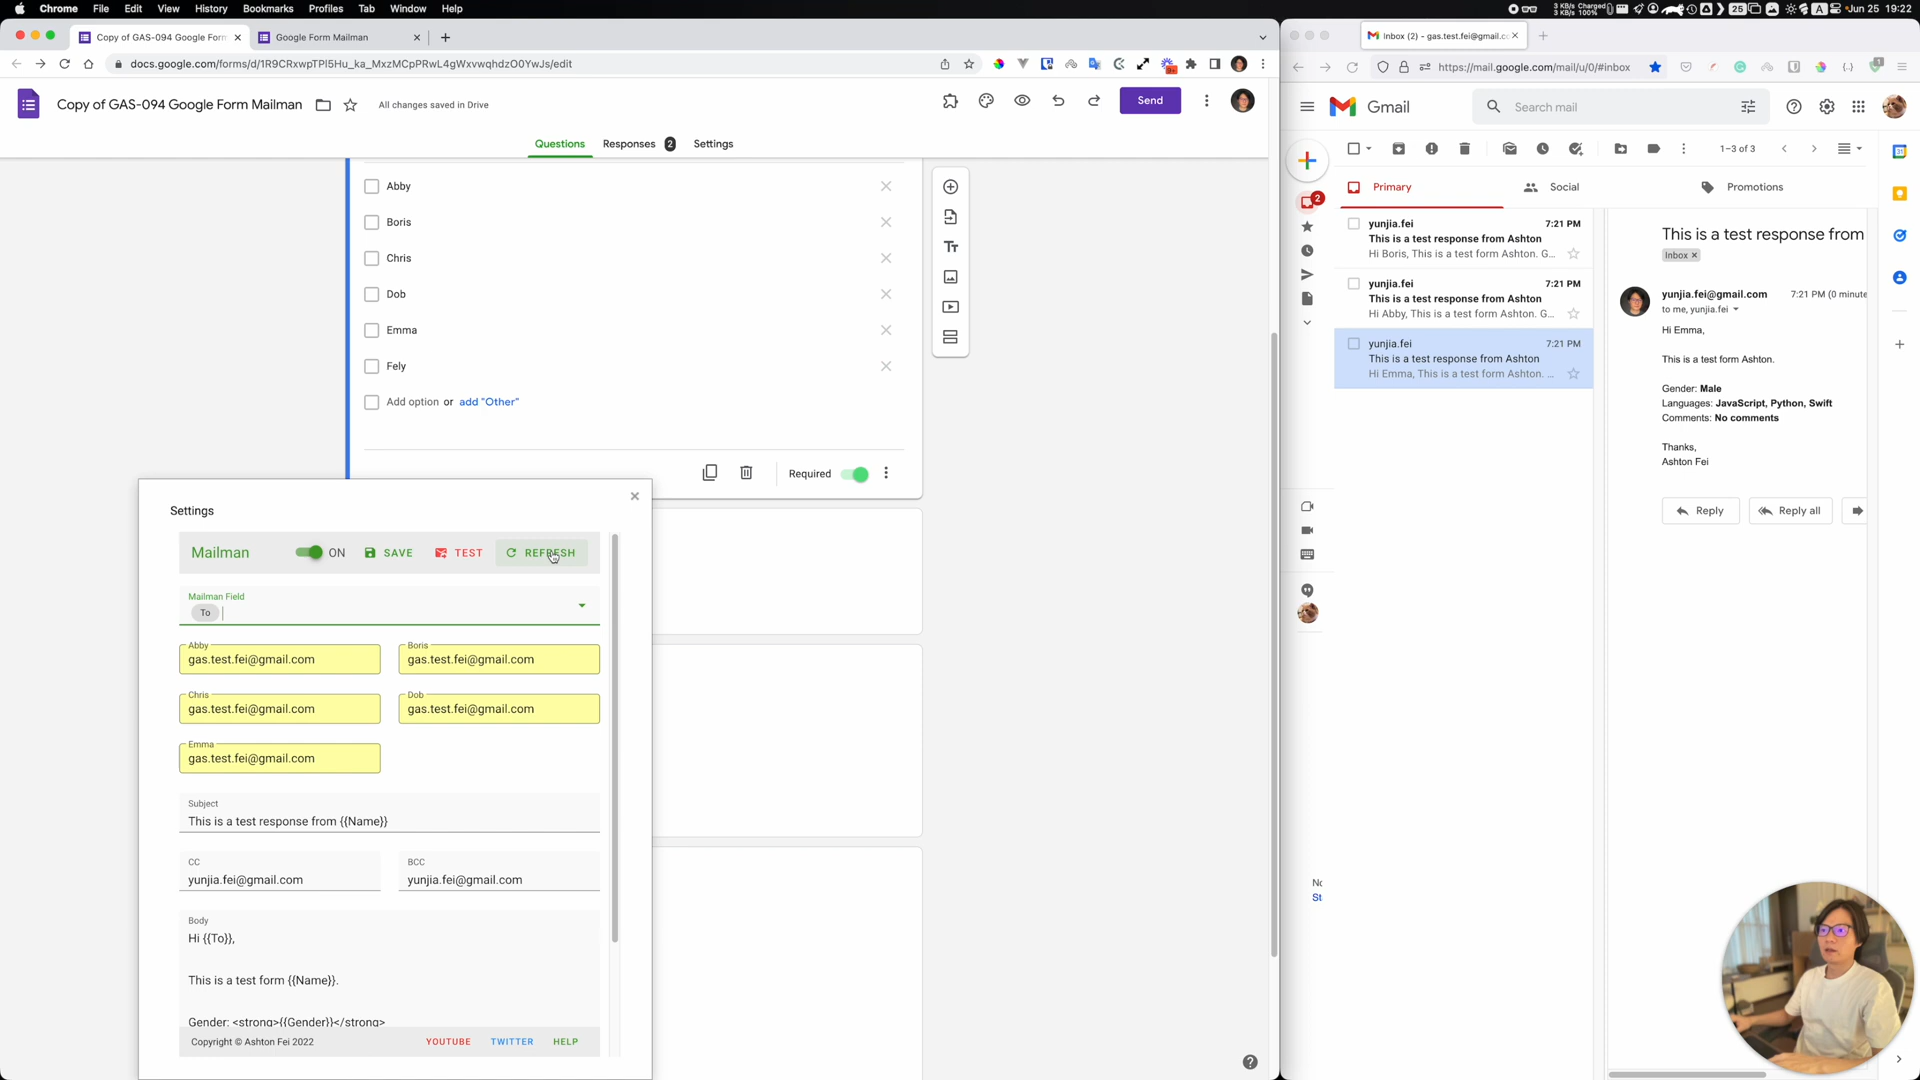 Chrome File Edit View History Bookmarks Profiles Tab Window Help
3 KB/s Charged
3 KB/s 100%
25
A
Jun 25 19:22
Copy of GAS-094 Google Form
Google Form Mailman
docs.google.com/forms/d/1R9CRxwpTPl5Hu_ka_MxzMCpPRwL4gWxvwqhdzO0YwJs/edit
Copy of GAS-094 Google Form Mailman
All changes saved in Drive
Send
Questions
Responses 2
Settings
Abby
Boris
Chris
Dob
Emma
Fely
Add option or add "Other"
Required
Settings
Mailman
ON
SAVE
TEST
REFRESH
Mailman Field
To
Abby
gas.test.fei@gmail.com
Boris
gas.test.fei@gmail.com
Chris
gas.test.fei@gmail.com
Dob
gas.test.fei@gmail.com
Emma
gas.test.fei@gmail.com
Subject
This is a test response from {{Name}}
CC
yunjia.fei@gmail.com
BCC
yunjia.fei@gmail.com
Body
Hi {{To}},
This is a test form {{Name}}.
Gender: <strong>{{Gender}}</strong>
Copyright © Ashton Fei 2022
YOUTUBE
TWITTER
HELP
Inbox (2) - gas.test.fei@gmail.cc
https://mail.google.com/mail/u/0/#inbox
Gmail
Search mail
1–3 of 3
2
Primary
Social
Promotions
yunjia.fei 7:21 PM
This is a test response from Ashton
Hi Boris, This is a test form Ashton. G...
yunjia.fei 7:21 PM
This is a test response from Ashton
Hi Abby, This is a test form Ashton. G...
yunjia.fei 7:21 PM
This is a test response from Ashton
Hi Emma, This is a test form Ashton. ...
This is a test response from
Inbox ×
yunjia.fei@gmail.com 7:21 PM (0 minute
to me, yunjia.fei
Hi Emma,
This is a test form Ashton.
Gender: Male
Languages: JavaScript, Python, Swift
Comments: No comments
Thanks,
Ashton Fei
Reply
Reply all
Nc
St